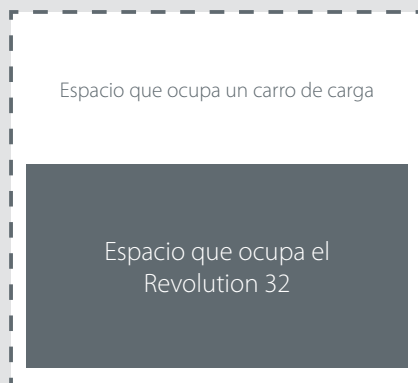 Espacio que ocupa un carro de carga
Espacio que ocupa el
Revolution 32